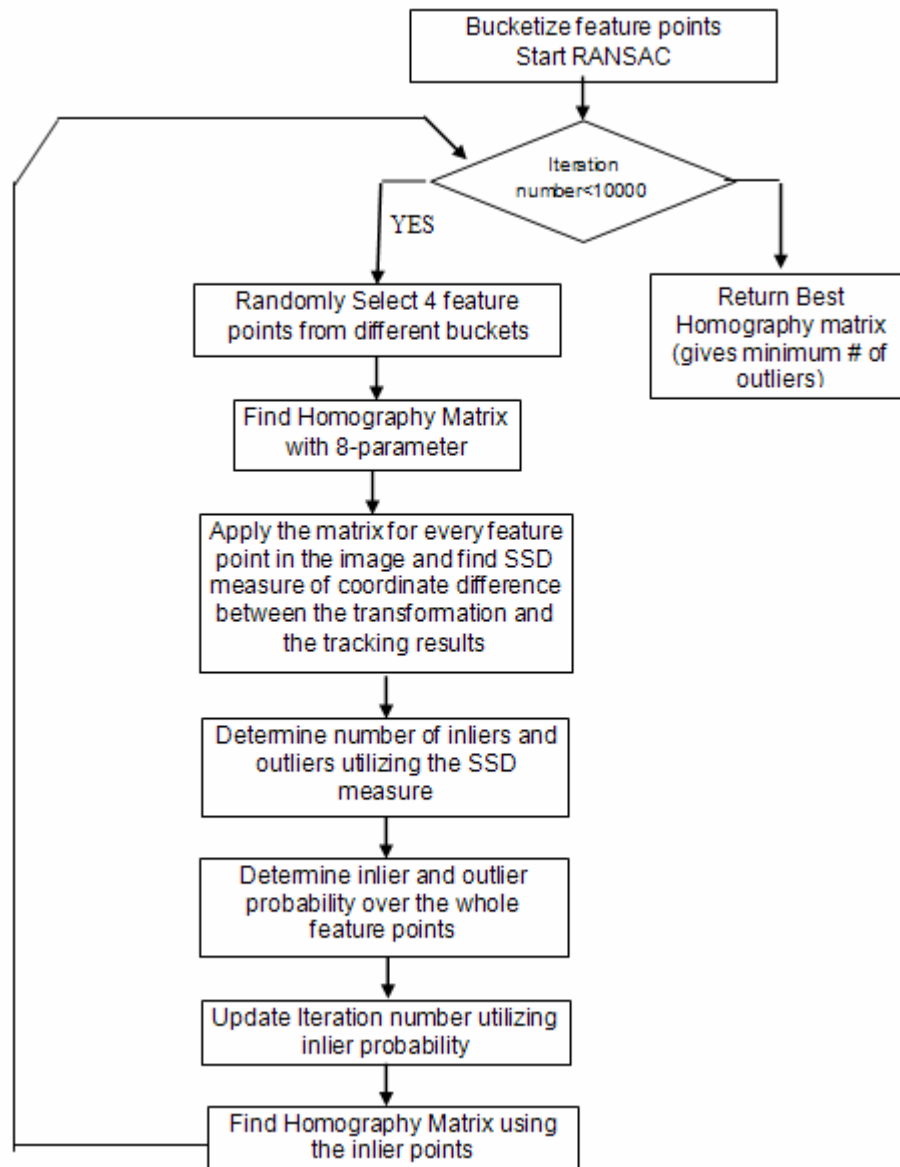 Bucketize feature points
Start RANSAC
Iteration
number<10000
YES
Randomly Select 4 feature
points from different buckets
Return Best
Homography matrix
(gives minimum # of
outliers)
Find Homography Matrix
with 8-parameter
Apply the matrix for every feature
point in the image and find SSD
measure of coordinate difference
between the transformation and
the tracking results
Determine number of inliers and
outliers utilizing the SSD
measure
Determine inlier and outlier
probability over the whole
feature points
Update Iteration number utilizing
inlier probability
Find Homography Matrix using
the inlier points